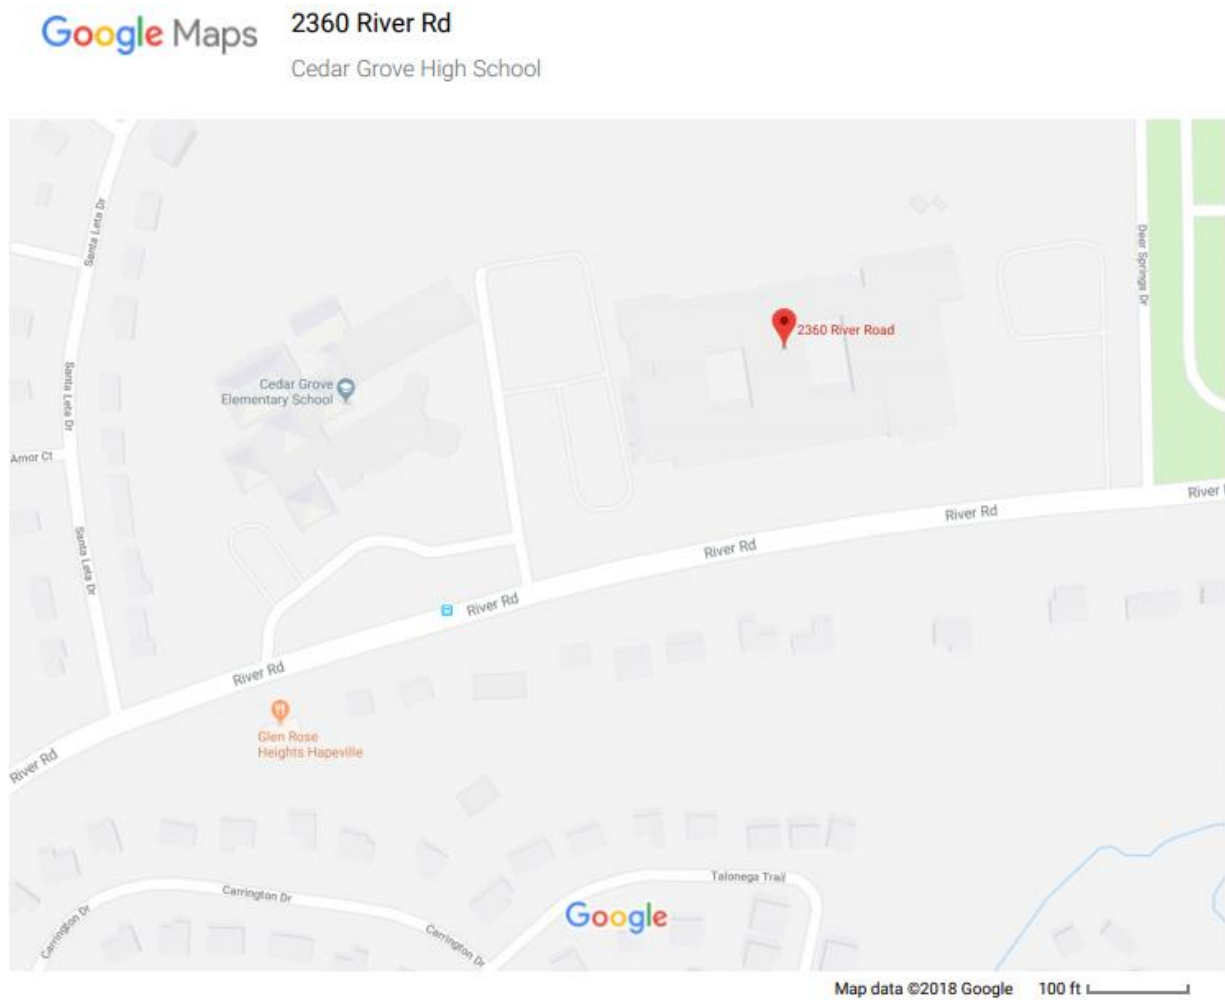 Google Maps
2360 River Rd
Cedar Grove High School
Santa Leta Dr
Deer Springs Dr
2360 River Road
Cedar Grove
Elementary School
Santa Leta Dr
Amor Ct
River
River Rd
River Rd
Santa Leta Dr
River Rd
River Rd
Glen Rose
Heights Hapeville
River Rd
Talonega Trail
Carrington Dr
Carrington Dr
Carrington Dr
Google
Map data ©2018 Google
100 ft